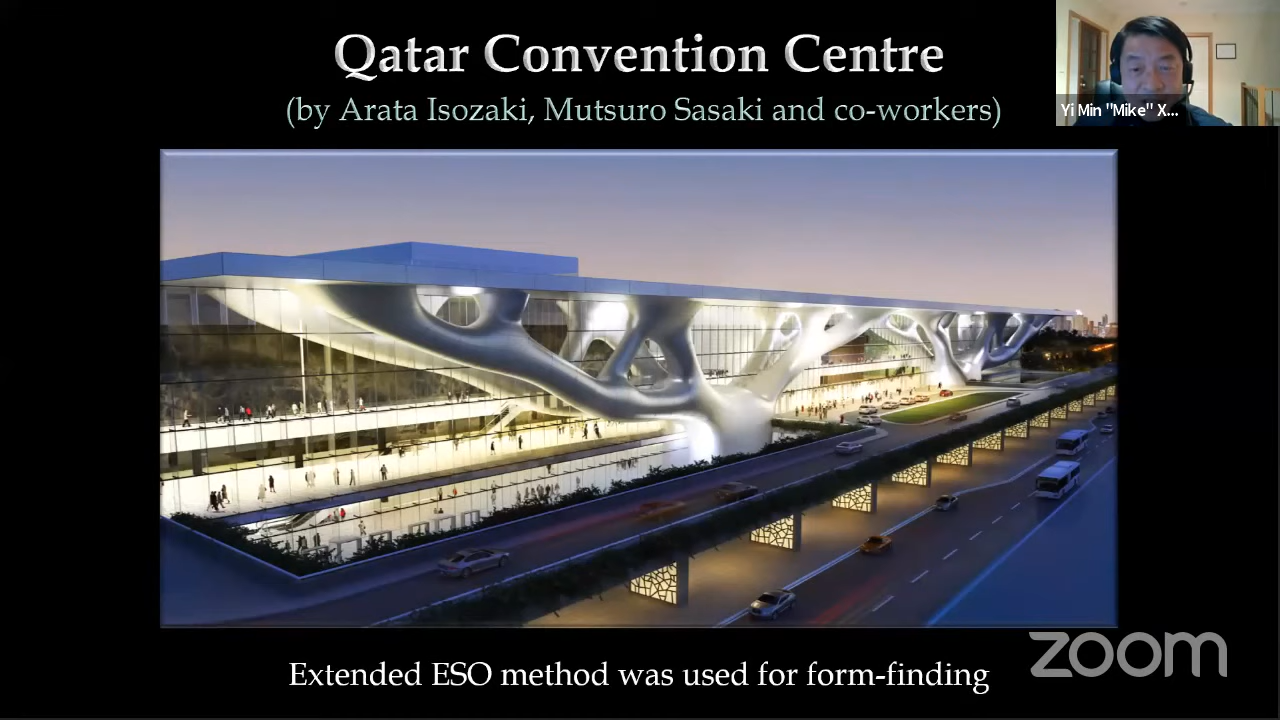 Qatar Convention Centre
(by Arata Isozaki, Mutsuro Sasaki and co-workers)
Yi Min "Mike" X...
Extended ESO method was used for form-finding
zoom